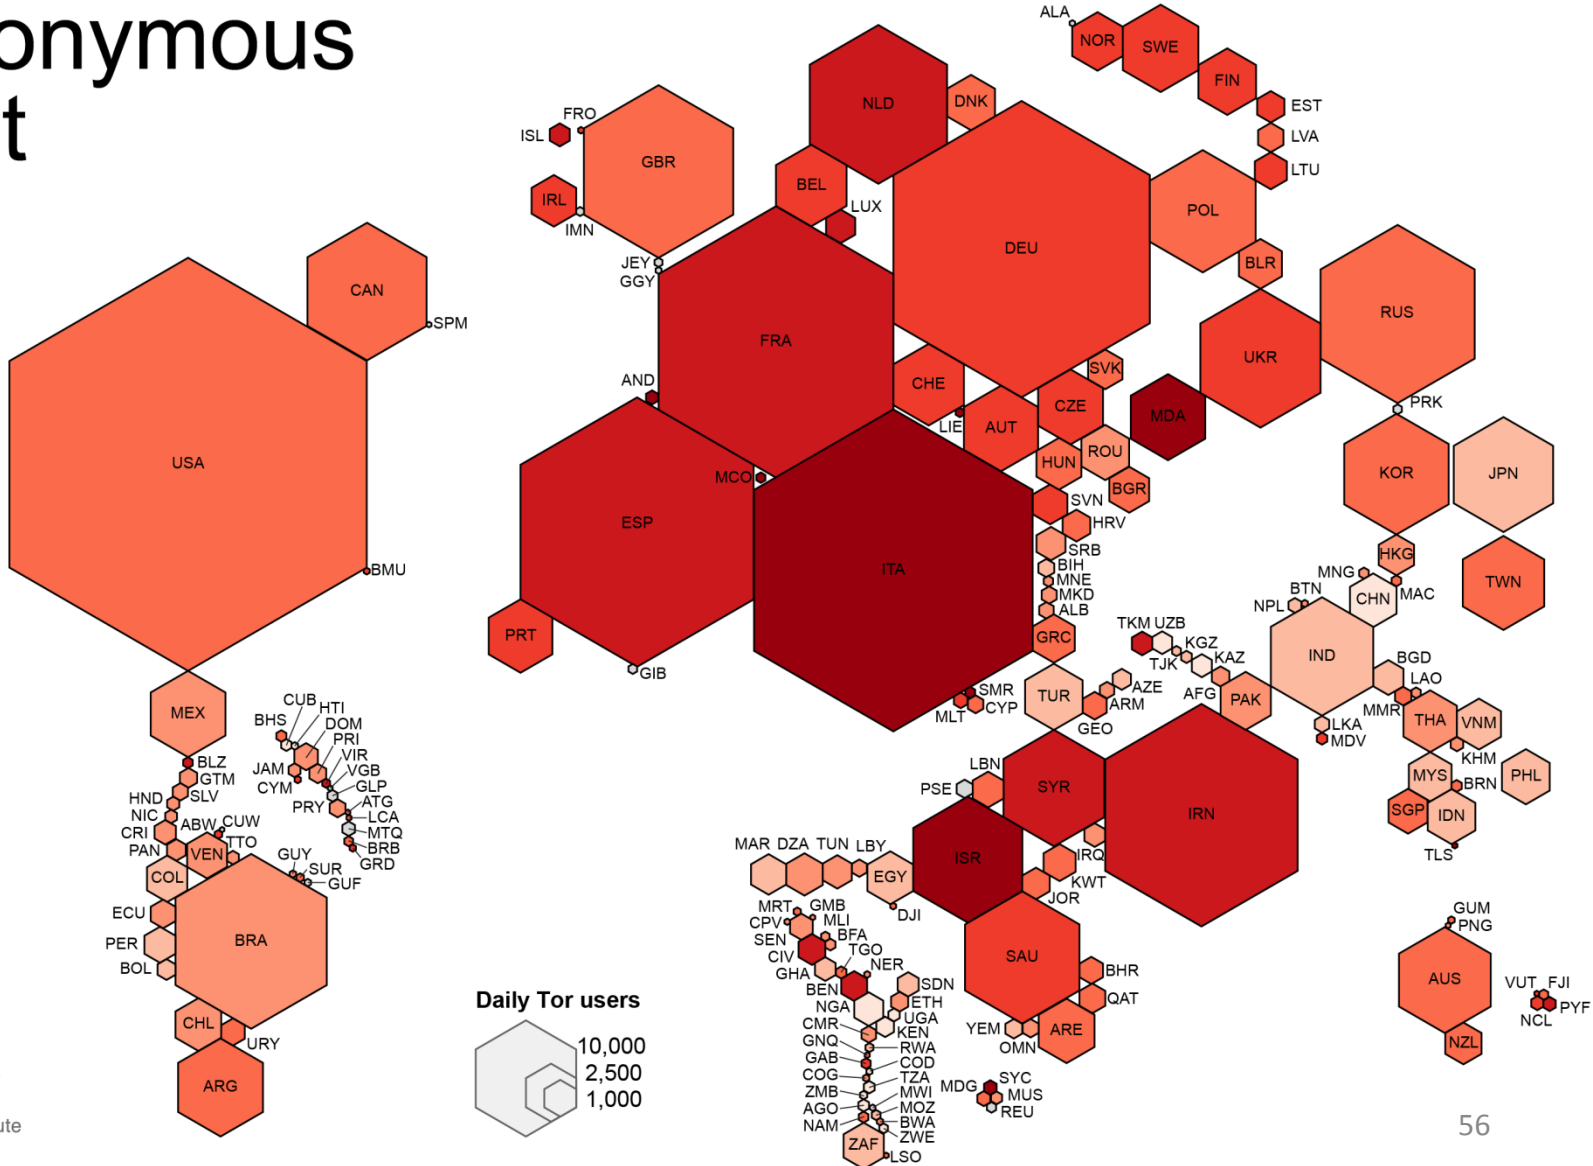 onymous
t
ALA
NOR
SWE
FIN
EST
LVA
LTU
NLD
DNK
FRO
ISL
GBR
IRL
IMN
BEL
LUX
DEU
POL
BLR
JEY
GGY
CAN
SPM
FRA
RUS
UKR
AND
CHE
LIE
AUT
SVK
CZE
MDA
PRK
HUN
ROU
BGR
USA
MCO
ESP
ITA
SVN
HRV
SRB
BIH
MNE
MKD
ALB
GRC
KOR
JPN
HKG
TWN
MNG
MAC
CHN
BTN
NPL
BMU
PRT
GIB
TKM UZB
KGZ
TJK
KAZ
AFG
PAK
IND
BGD
LAO
MMR
THA
VNM
LKA
MDV
KHM
SMR
MLT
CYP
TUR
AZE
ARM
GEO
MEX
CUB
HTI
BHS
DOM
PRI
VIR
JAM
VGB
CYM
GLP
PRY
ATG
LCA
MTQ
BRB
GRD
BLZ
GTM
SLV
HND
NIC
CRI
ABW
CUW
TTO
PAN
VEN
COL
GUY
SUR
GUF
ECU
PER
BOL
BRA
CHL
URY
ARG
LBN
PSE
SYR
IRN
MYS
BRN
PHL
SGP
IDN
TLS
ISR
IRQ
KWT
JOR
MAR
DZA
TUN
LBY
EGY
DJI
SAU
BHR
QAT
YEM
OMN
ARE
MRT
GMB
CPV
MLI
BFA
SEN
TGO
CIV
NER
GHA
BEN
SDN
NGA
ETH
UGA
CMR
KEN
GNQ
RWA
GAB
COD
COG
TZA
ZMB
MWI
AGO
MOZ
NAM
BWA
ZWE
ZAF
LSO
SYC
MDG
MUS
REU
GUM
PNG
AUS
NZL
VUT
FJI
PYF
NCL
Daily Tor users
10,000
2,500
1,000
ute
56